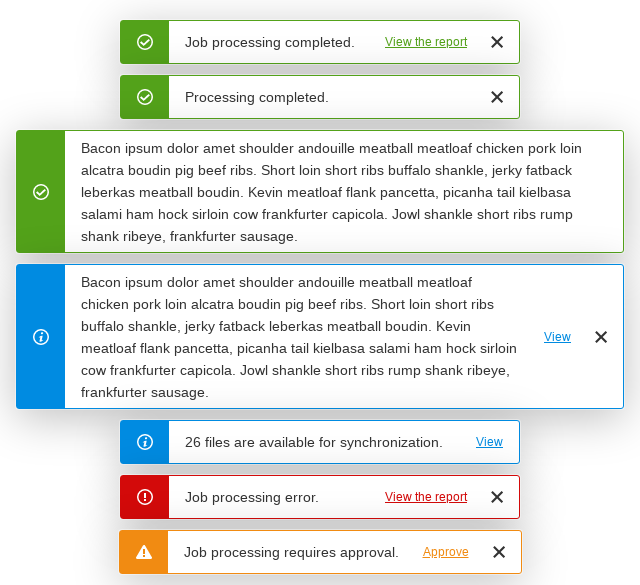 Job processing completed. View the report
Processing completed.
Bacon ipsum dolor amet shoulder andouille meatball meatloaf chicken pork loin
alcatra boudin pig beef ribs. Short loin short ribs buffalo shankle, jerky fatback
leberkas meatball boudin. Kevin meatloaf flank pancetta, picanha tail kielbasa
salami ham hock sirloin cow frankfurter capicola. Jowl shankle short ribs rump
shank ribeye, frankfurter sausage.
Bacon ipsum dolor amet shoulder andouille meatball meatloaf
chicken pork loin alcatra boudin pig beef ribs. Short loin short ribs
buffalo shankle, jerky fatback leberkas meatball boudin. Kevin
meatloaf flank pancetta, picanha tail kielbasa salami ham hock sirloin
cow frankfurter capicola. Jowl shankle short ribs rump shank ribeye,
frankfurter sausage.
View
26 files are available for synchronization. View
Job processing error. View the report
Job processing requires approval. Approve